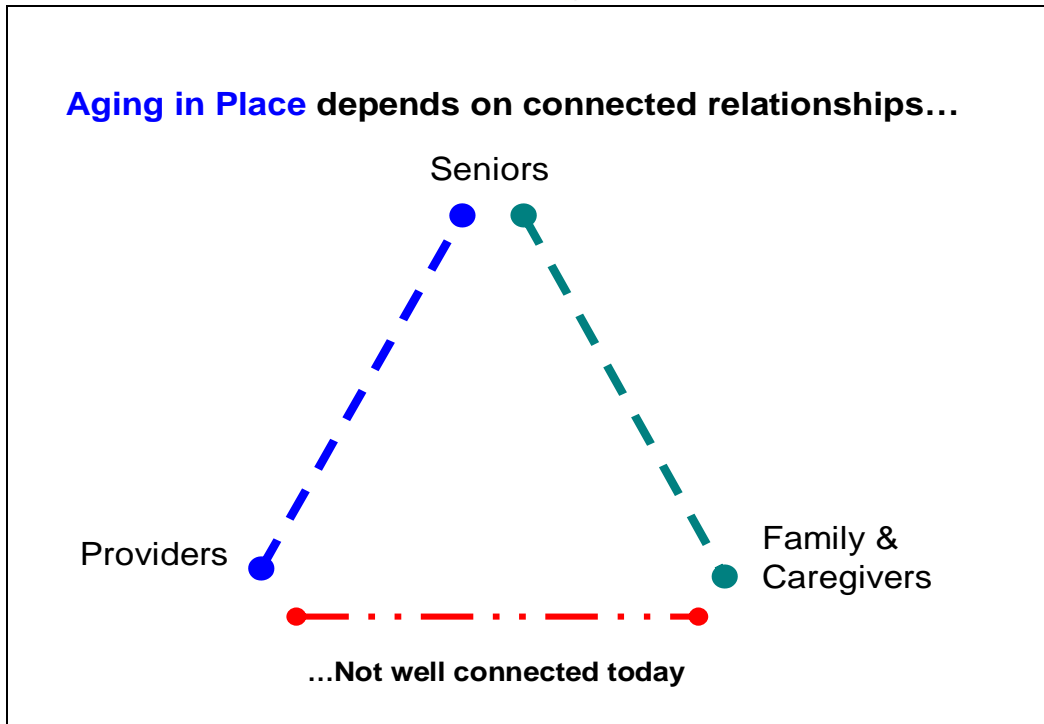 Aging in Place depends on connected relationships…
Seniors
Providers
Family &
Caregivers
…Not well connected today